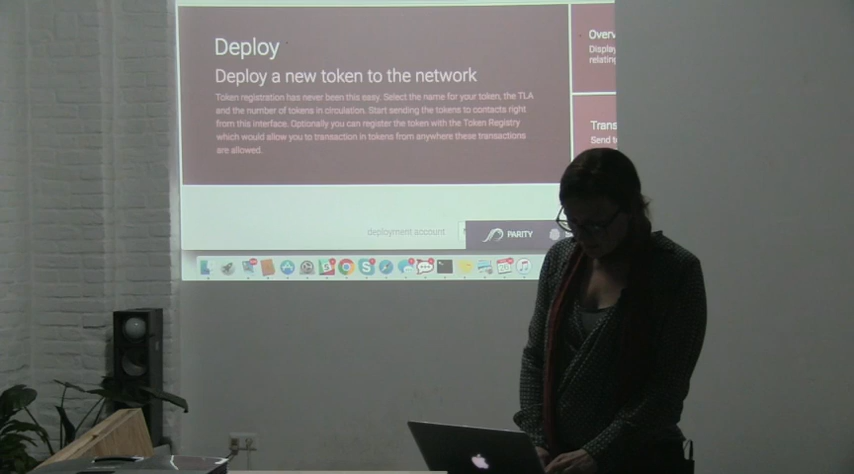 Deploy
Deploy a new token to the network
Token registration has never been this easy. Select the name for your token, the TLA
and the number of tokens in circulation. Start sending the tokens to contacts right
from this interface. Optionally you can register the token with the Token Registry
which would allow you to transaction in tokens from anywhere these transactions
are allowed.
Overv
Display
relating
Trans
Send t
deployment account
PARITY